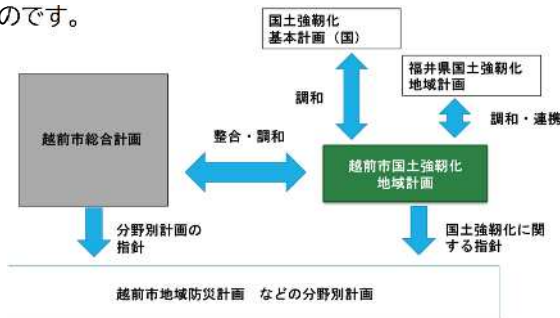 のです。
国土強靭化
基本計画（国）
福井県国土強靭化
地域計画
調和
調和・連携
越前市総合計画
整合・調和
越前市国土強靭化
地域計画
分野別計画の
指針
国土強靭化に関
する指針
越前市地域防災計画　などの分野別計画